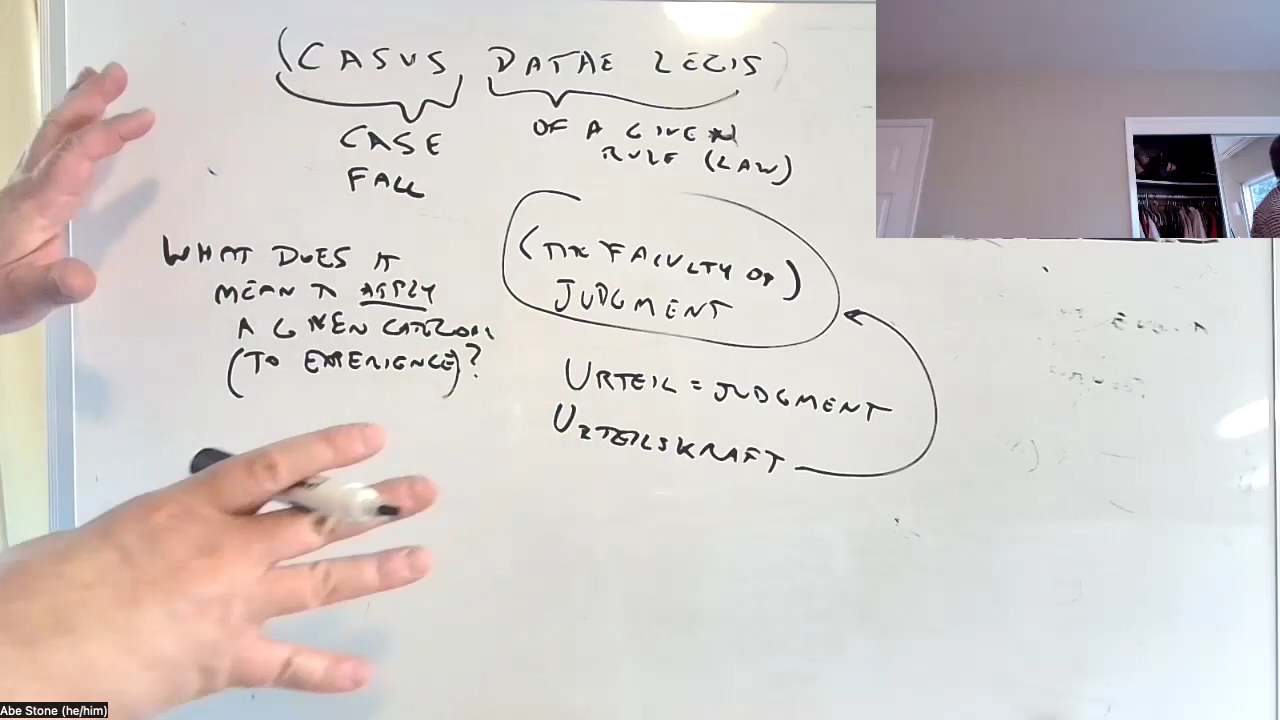 (CASUS DATAE LEGIS)
CASE
FALL
OF A GIVEN
RULE (LAW)
WHAT DOES IT
MEAN TO APPLY
A GIVEN CATEGORY
(TO EXPERIENCE)?
(THE FACULTY OF)
JUDGMENT
URTEIL = JUDGMENT
URTEILSKRAFT
Abe Stone (he/him)